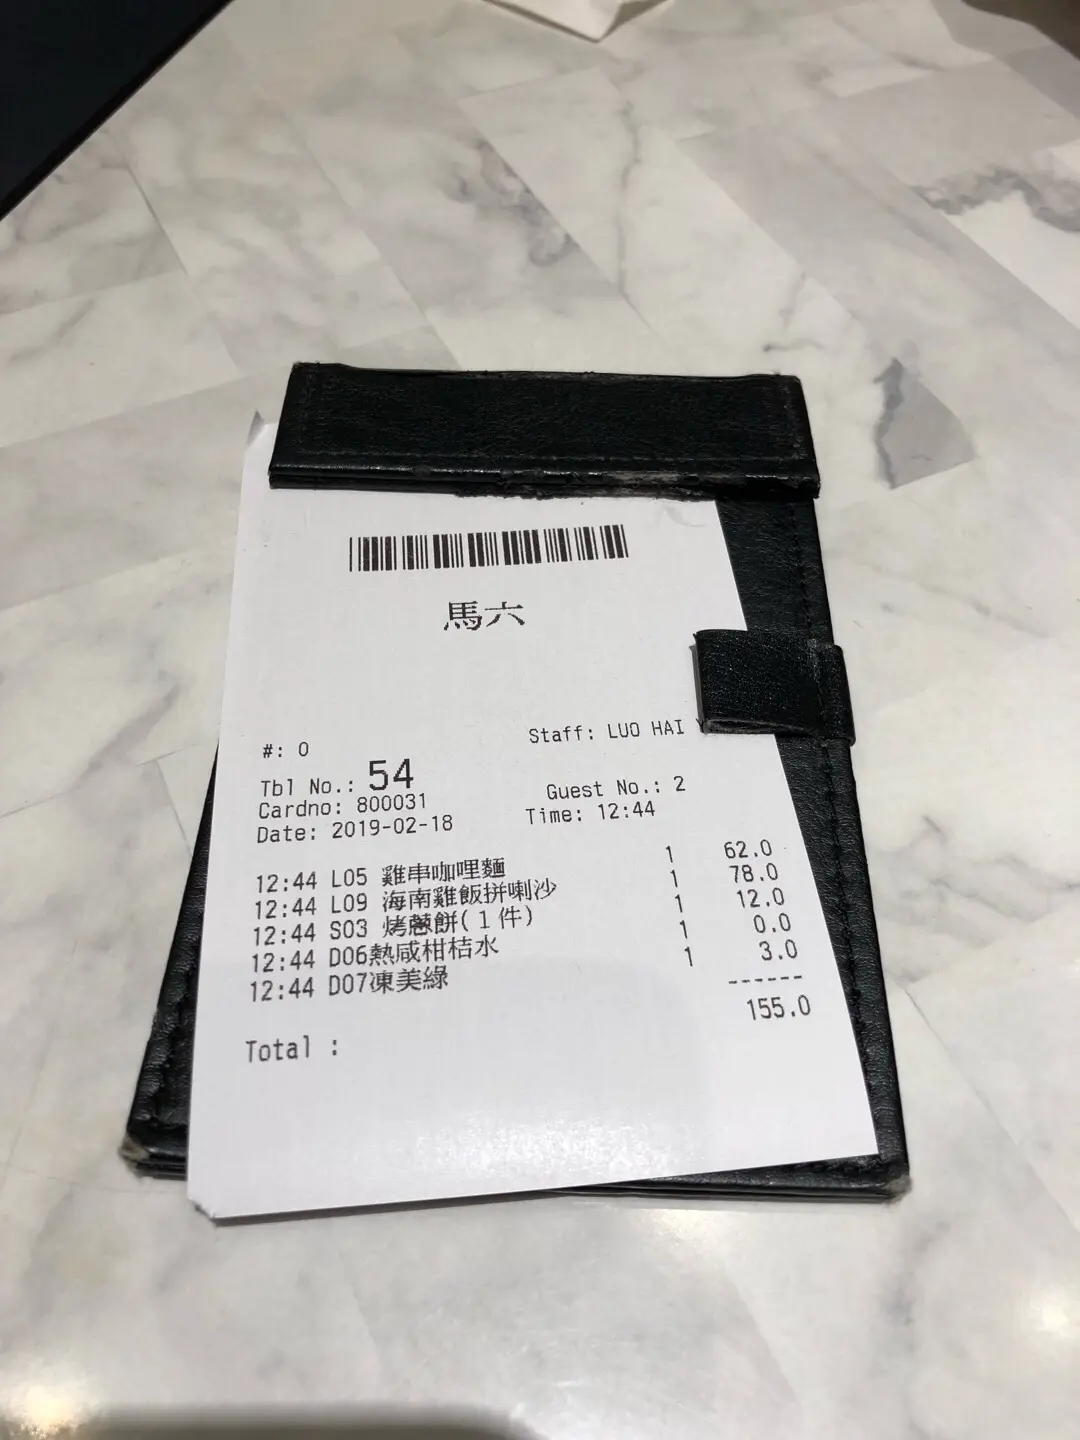 馬六
#: 0 Staff: LUO HAI
Tbl No.: 54 Guest No.: 2
Cardno: 800031
Date: 2019-02-18 Time: 12:44
12:44 L05 雞串咖哩麵 1 62.0
12:44 L09 海南雞飯拼喇沙 1 78.0
12:44 S03 烤蔥餅(1件) 1 12.0
12:44 D06熱咸柑桔水 1 0.0
12:44 D07凍美綠 1 3.0
------
Total : 155.0